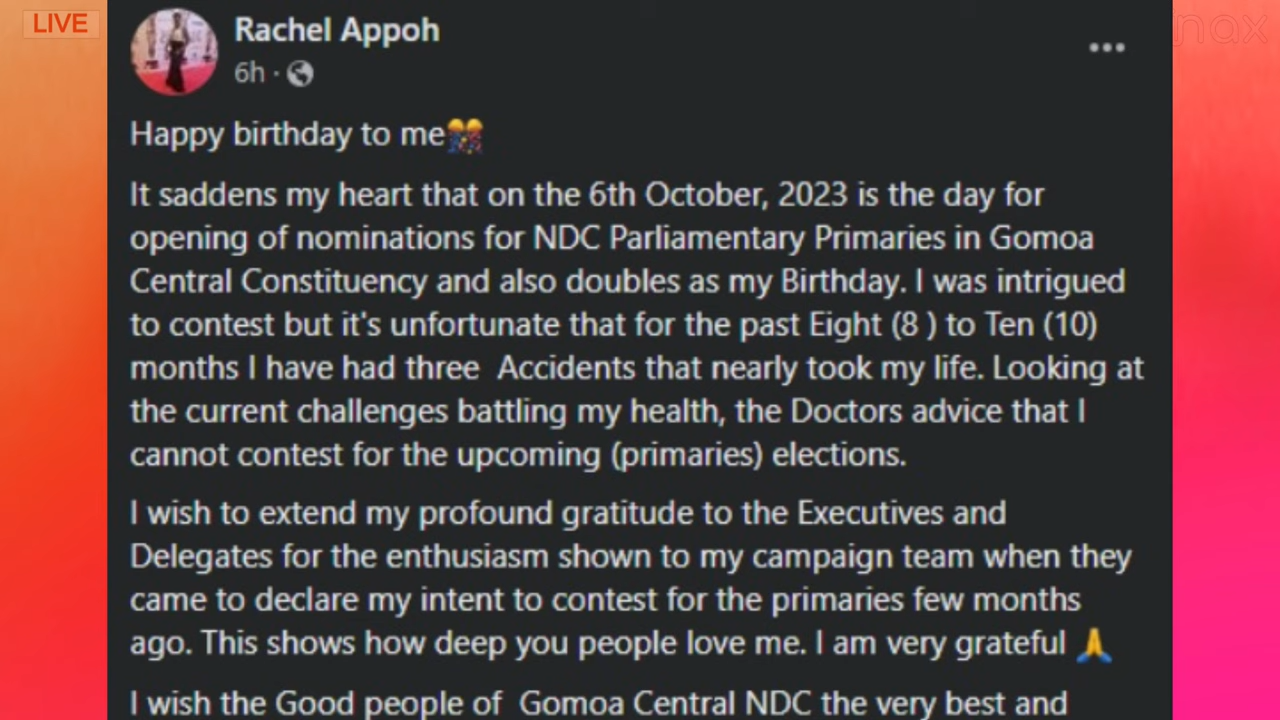 LIVE
nax
Rachel Appoh
6h ·
Happy birthday to me🎊
It saddens my heart that on the 6th October, 2023 is the day for
opening of nominations for NDC Parliamentary Primaries in Gomoa
Central Constituency and also doubles as my Birthday. I was intrigued
to contest but it's unfortunate that for the past Eight (8 ) to Ten (10)
months I have had three  Accidents that nearly took my life. Looking at
the current challenges battling my health, the Doctors advice that I
cannot contest for the upcoming (primaries) elections.
I wish to extend my profound gratitude to the Executives and
Delegates for the enthusiasm shown to my campaign team when they
came to declare my intent to contest for the primaries few months
ago. This shows how deep you people love me. I am very grateful 🙏
I wish the Good people of  Gomoa Central NDC the very best and